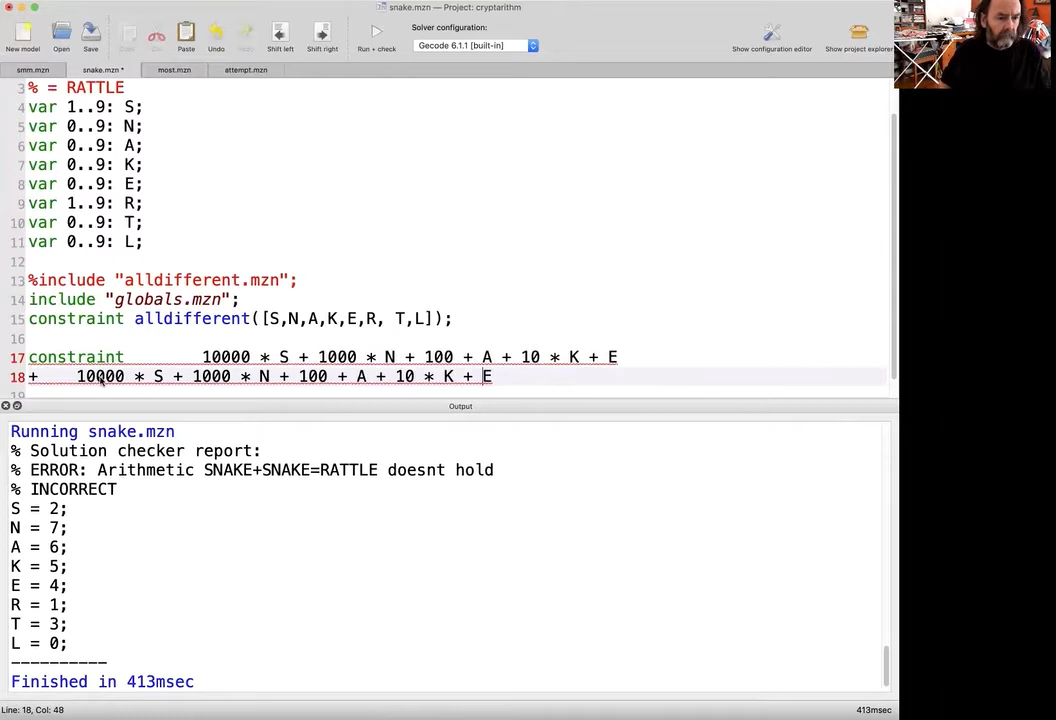 snake.mzn — Project: cryptarithm
Solver configuration:
New model Open Save Copy Cut Paste Undo Redo Shift left Shift right Run + check Gecode 6.1.1 [built-in] Show configuration editor Show project explorer
smm.mzn snake.mzn * most.mzn attempt.mzn
3 % = RATTLE
4 var 1..9: S;
5 var 0..9: N;
6 var 0..9: A;
7 var 0..9: K;
8 var 0..9: E;
9 var 1..9: R;
10 var 0..9: T;
11 var 0..9: L;
12
13 %include "alldifferent.mzn";
14 include "globals.mzn";
15 constraint alldifferent([S,N,A,K,E,R, T,L]);
16
17 constraint 10000 * S + 1000 * N + 100 + A + 10 * K + E
18 + 10000 * S + 1000 * N + 100 + A + 10 * K + E
19
Output
Running snake.mzn
% Solution checker report:
% ERROR: Arithmetic SNAKE+SNAKE=RATTLE doesnt hold
% INCORRECT
S = 2;
N = 7;
A = 6;
K = 5;
E = 4;
R = 1;
T = 3;
L = 0;
----------
Finished in 413msec
Line: 18, Col: 48
413msec